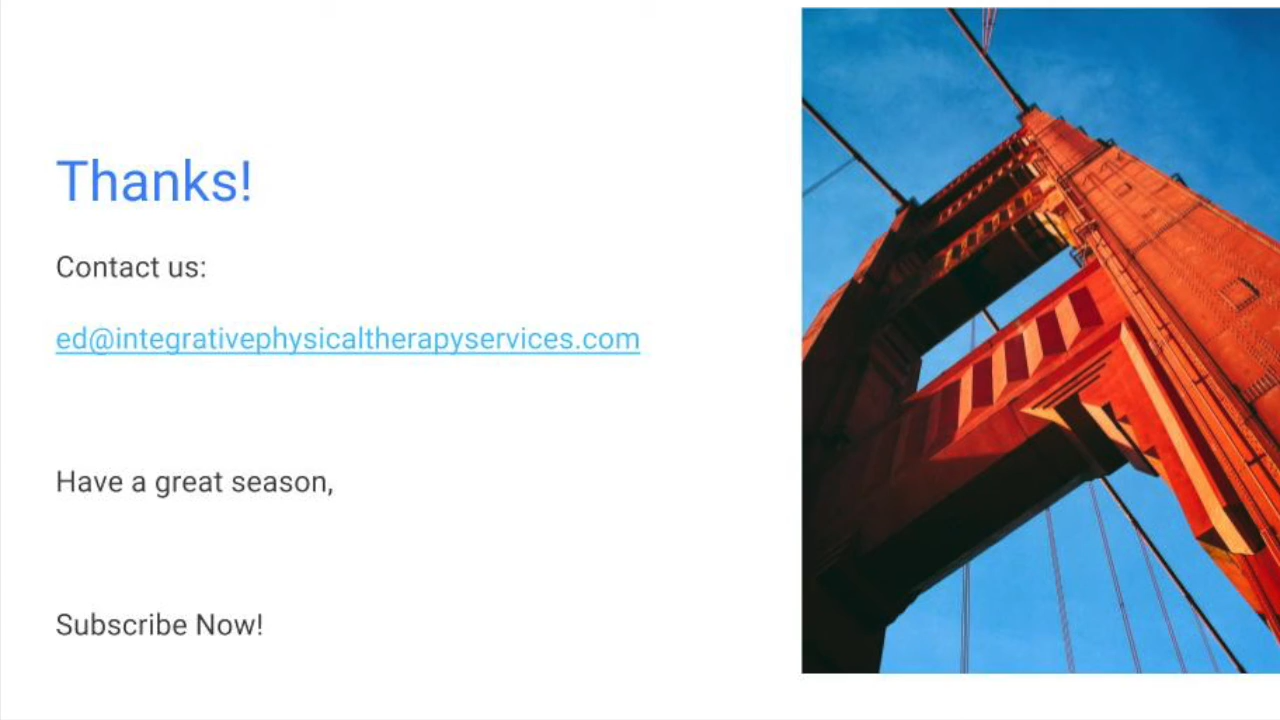 Thanks!
Contact us:
ed@integrativephysicaltherapyservices.com
Have a great season,
Subscribe Now!